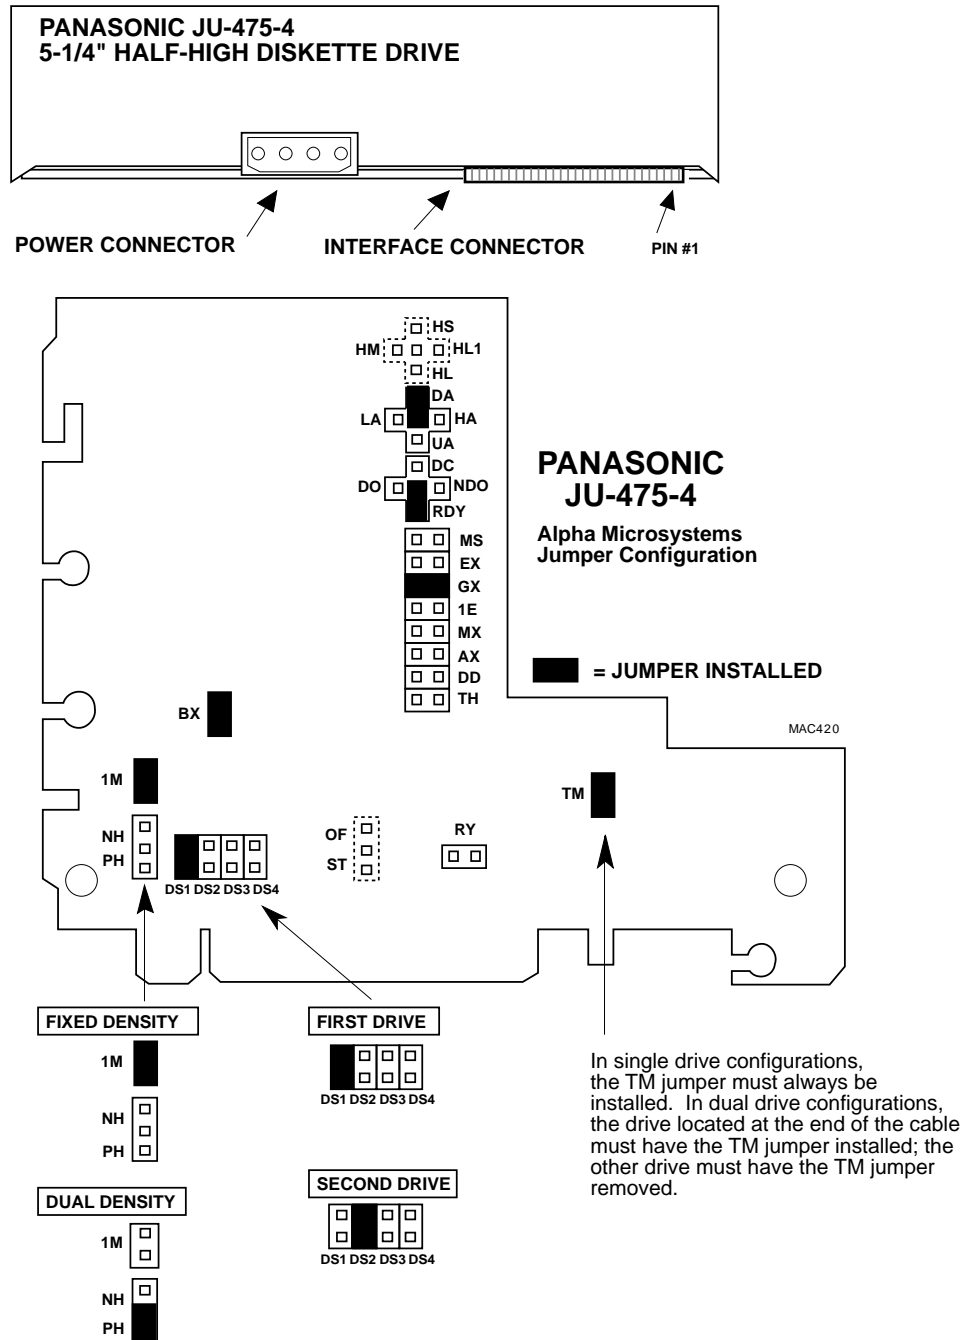 PANASONIC JU-475-4
5-1/4" HALF-HIGH DISKETTE DRIVE
POWER CONNECTOR
INTERFACE CONNECTOR
PIN #1
HS
HM
HL1
HL
DA
LA
HA
UA
DC
DO
NDO
RDY
MS
EX
GX
1E
MX
AX
DD
TH
PANASONIC
JU-475-4
Alpha Microsystems
Jumper Configuration
= JUMPER INSTALLED
MAC420
BX
1M
NH
PH
DS1 DS2 DS3 DS4
OF
ST
RY
TM
FIXED DENSITY
1M
NH
PH
DUAL DENSITY
1M
NH
PH
FIRST DRIVE
DS1 DS2 DS3 DS4
SECOND DRIVE
DS1 DS2 DS3 DS4
In single drive configurations,
the TM jumper must always be
installed. In dual drive configurations,
the drive located at the end of the cable
must have the TM jumper installed; the
other drive must have the TM jumper
removed.